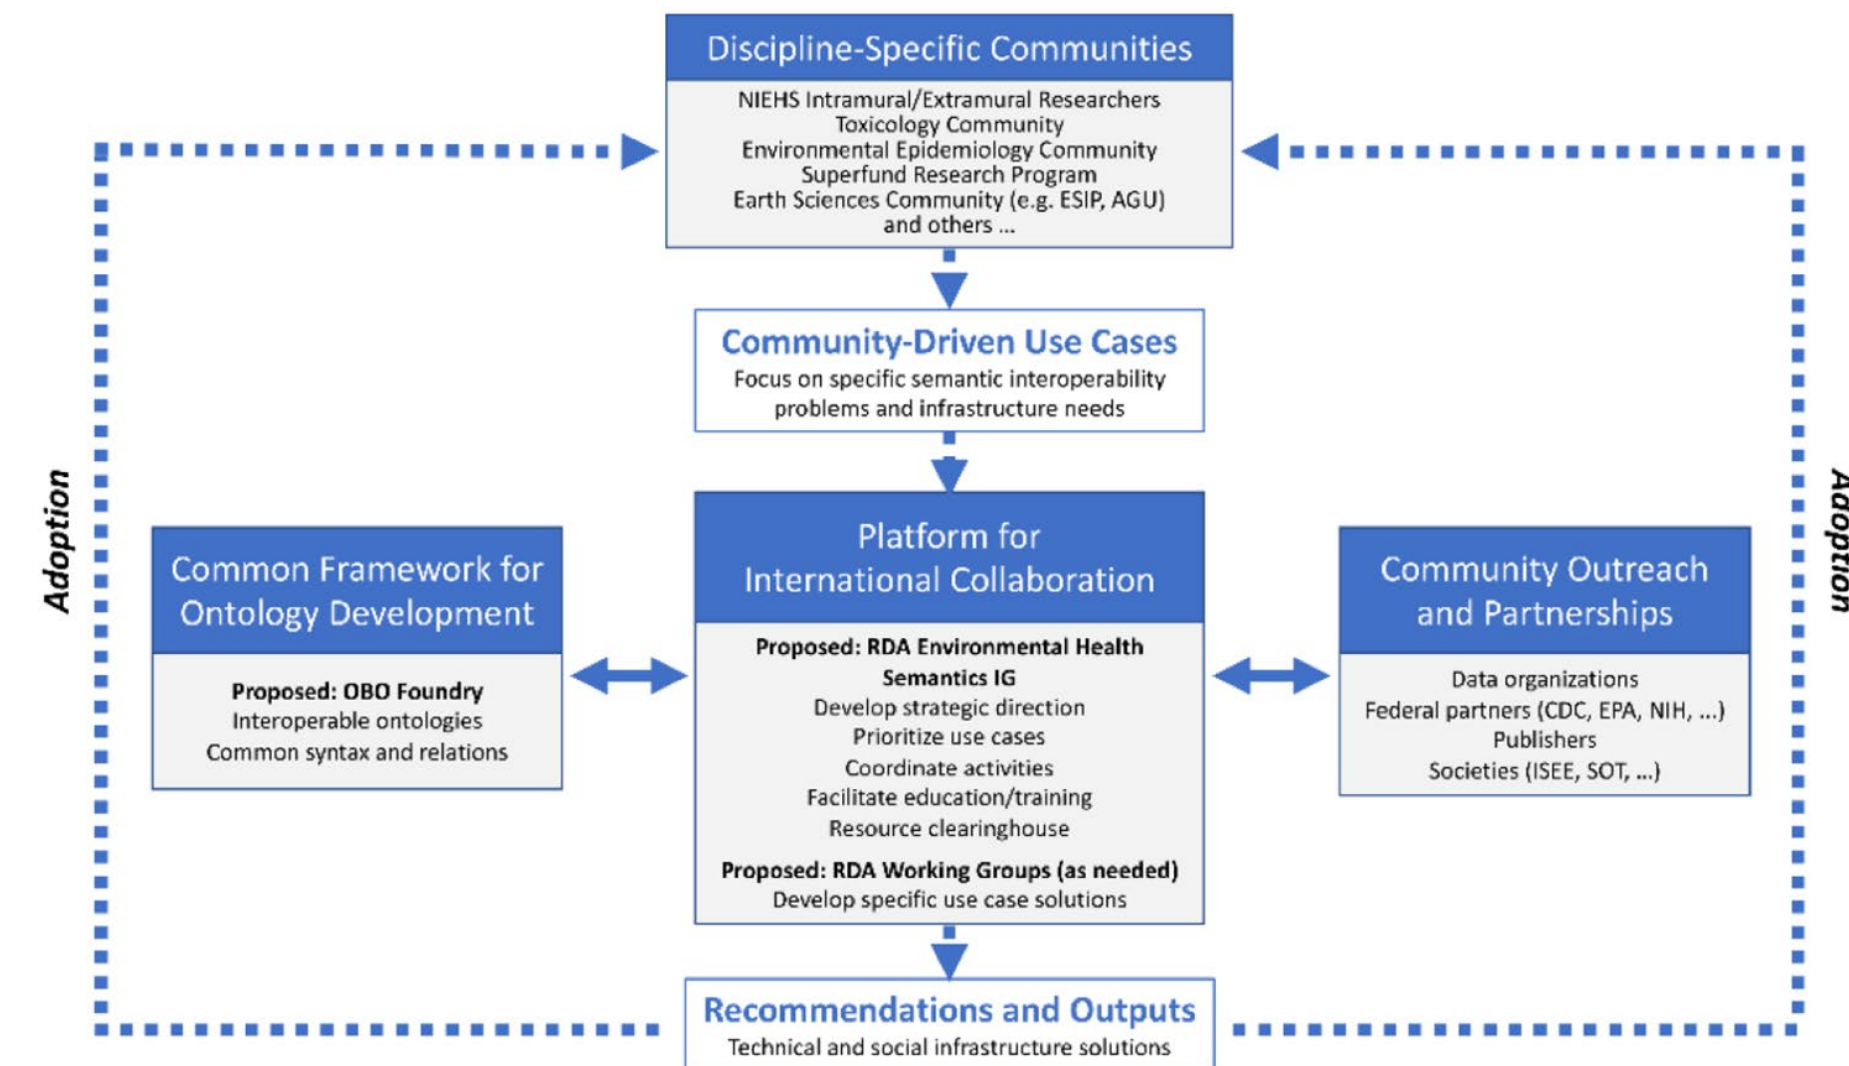 Discipline-Specific Communities
NIEHS Intramural/Extramural Researchers
Toxicology Community
Environmental Epidemiology Community
Superfund Research Program
Earth Sciences Community (e.g. ESIP, AGU)
and others ...
Community-Driven Use Cases
Focus on specific semantic interoperability
problems and infrastructure needs
Adoption
Common Framework for
Ontology Development
Proposed: OBO Foundry
Interoperable ontologies
Common syntax and relations
Platform for
International Collaboration
Proposed: RDA Environmental Health
Semantics IG
Develop strategic direction
Prioritize use cases
Coordinate activities
Facilitate education/training
Resource clearinghouse
Proposed: RDA Working Groups (as needed)
Develop specific use case solutions
Community Outreach
and Partnerships
Data organizations
Federal partners (CDC, EPA, NIH, ...)
Publishers
Societies (ISEE, SOT, ...)
Adoption
Recommendations and Outputs
Technical and social infrastructure solutions